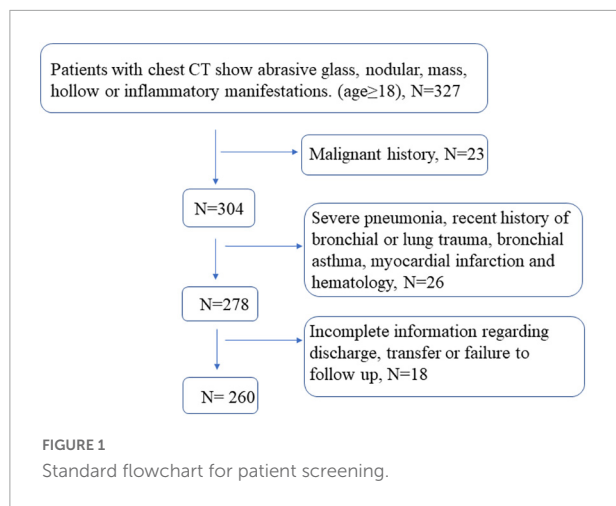 Patients with chest CT show abrasive glass, nodular, mass,
hollow or inflammatory manifestations. (age≥18), N=327
Malignant history, N=23
N=304
Severe pneumonia, recent history of
bronchial or lung trauma, bronchial
asthma, myocardial infarction and
hematology, N=26
N=278
Incomplete information regarding
discharge, transfer or failure to
follow up, N=18
N= 260
FIGURE 1
Standard flowchart for patient screening.